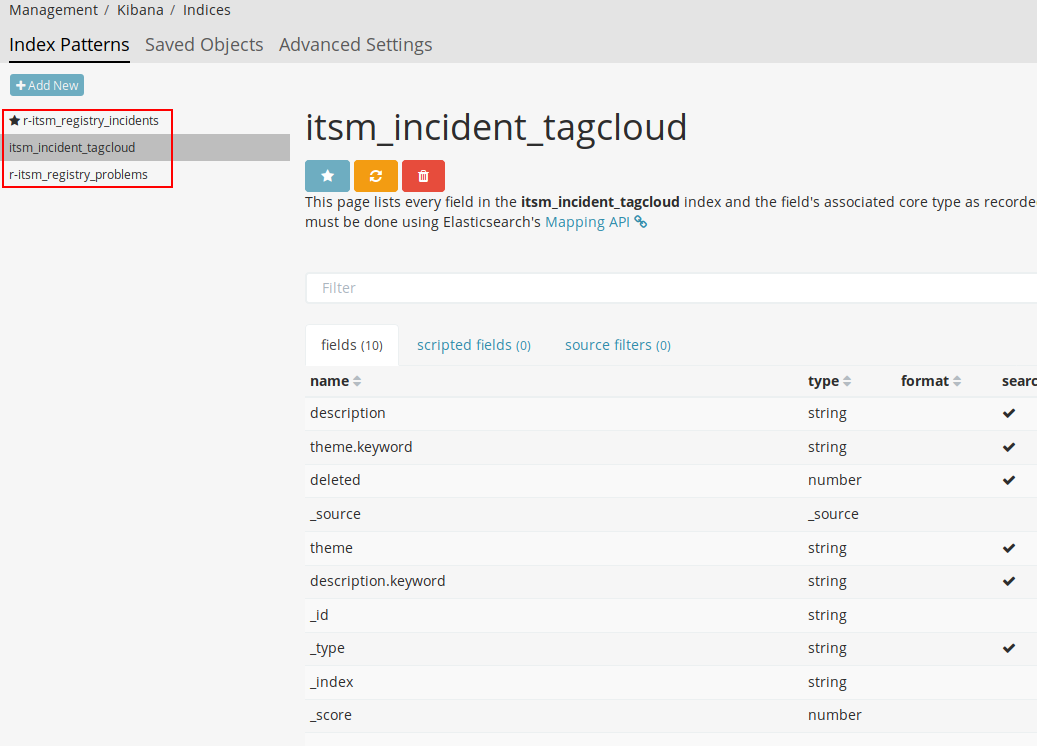 Management / Kibana / Indices
Index Patterns Saved Objects Advanced Settings
Add New
r-itsm_registry_incidents
itsm_incident_tagcloud
r-itsm_registry_problems
itsm_incident_tagcloud
This page lists every field in the itsm_incident_tagcloud index and the field's associated core type as recorde
must be done using Elasticsearch's Mapping API
Filter
fields (10) scripted fields (0) source filters (0)
name type format searc
description string
theme.keyword string
deleted number
_source _source
theme string
description.keyword string
_id string
_type string
_index string
_score number